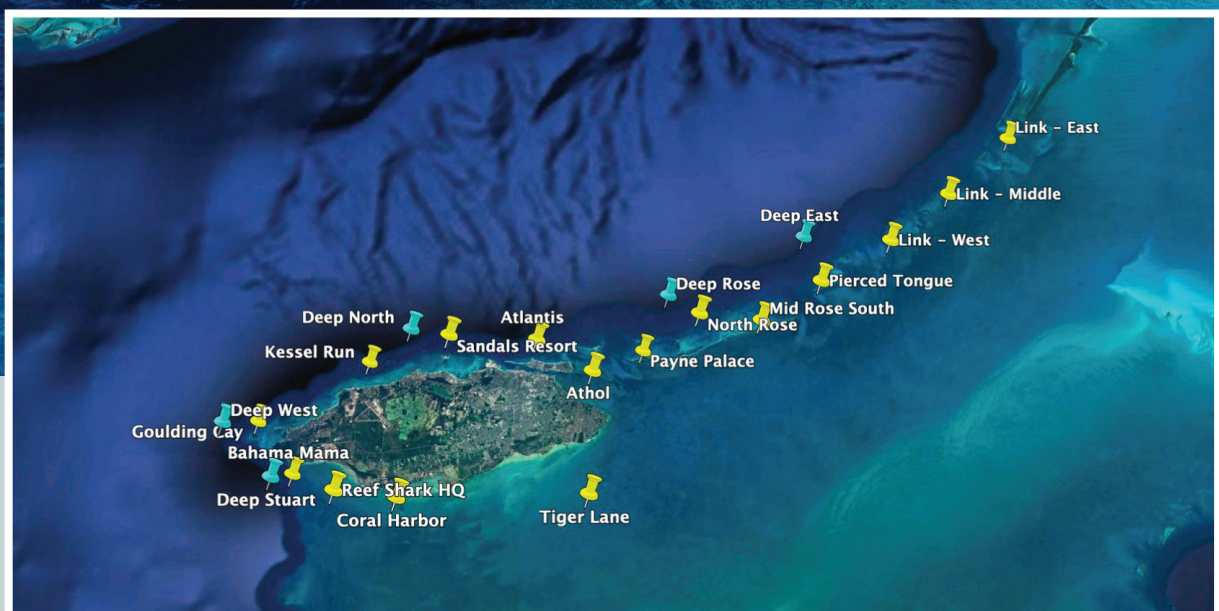 Link - East
Link - Middle
Deep East
Link - West
Deep Rose
Pierced Tongue
Mid Rose South
Deep North
Atlantis
North Rose
Sandals Resort
Kessel Run
Payne Palace
Athol
Deep West
Goulding Cay
Bahama Mama
Reef Shark HQ
Deep Stuart
Coral Harbor
Tiger Lane